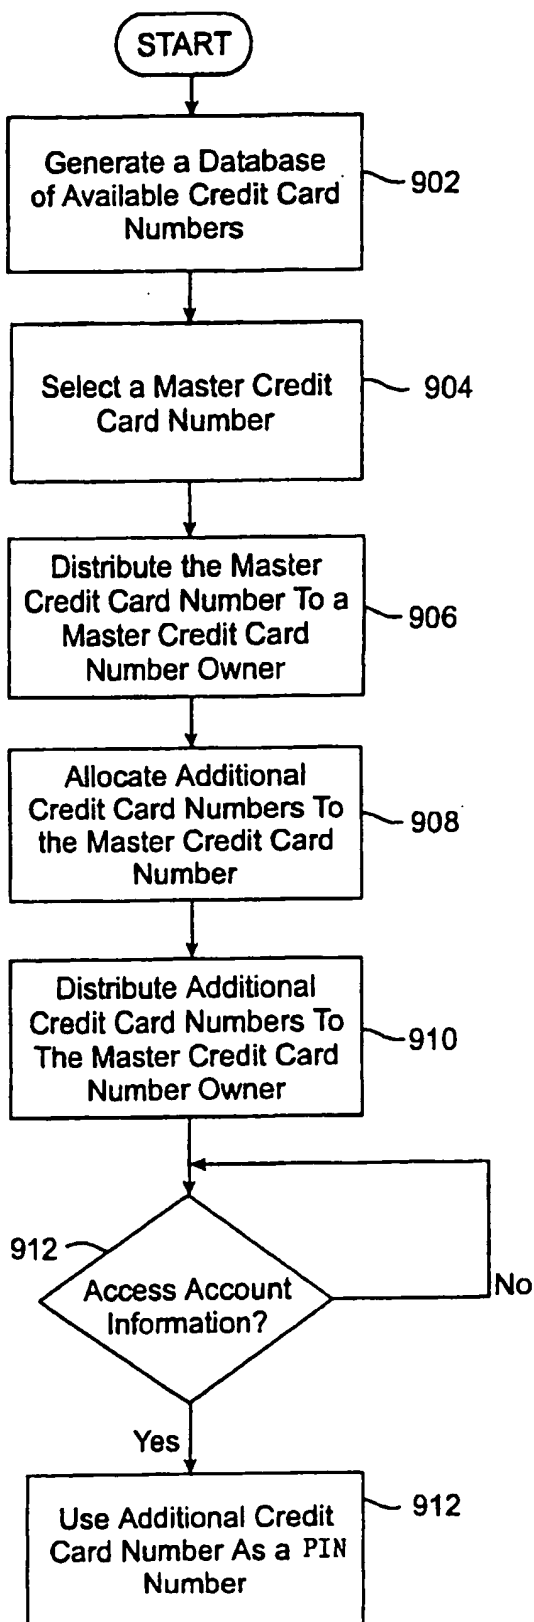 START
Generate a Database
of Available Credit Card
Numbers
902
Select a Master Credit
Card Number
904
Distribute the Master
Credit Card Number To a
Master Credit Card
Number Owner
906
Allocate Additional
Credit Card Numbers To
the Master Credit Card
Number
908
Distribute Additional
Credit Card Numbers To
The Master Credit Card
Number Owner
910
912
Access Account
Information?
No
Yes
Use Additional Credit
Card Number As a PIN
Number
912